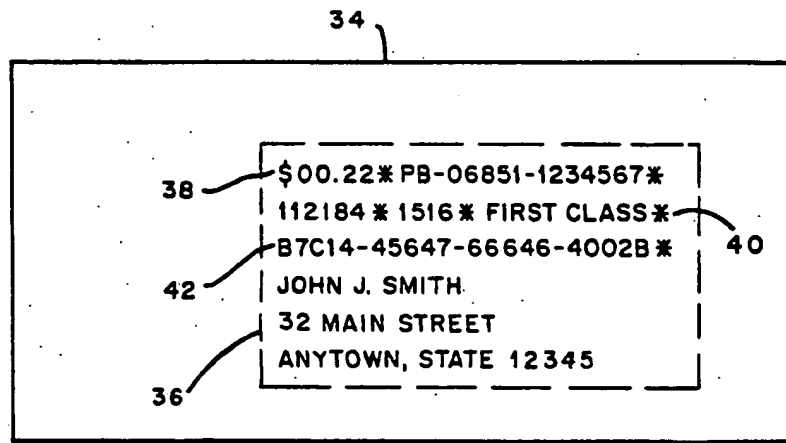 34
38
$00.22*PB-06851-1234567*
112184*1516*FIRST CLASS*
40
B7C14-45647-66646-4002B*
42
JOHN J. SMITH
32 MAIN STREET
ANYTOWN, STATE 12345
36